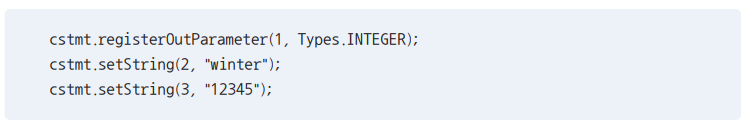 cstmt.registerOutParameter(1, Types.INTEGER);
cstmt.setString(2, "winter");
cstmt.setString(3, "12345");